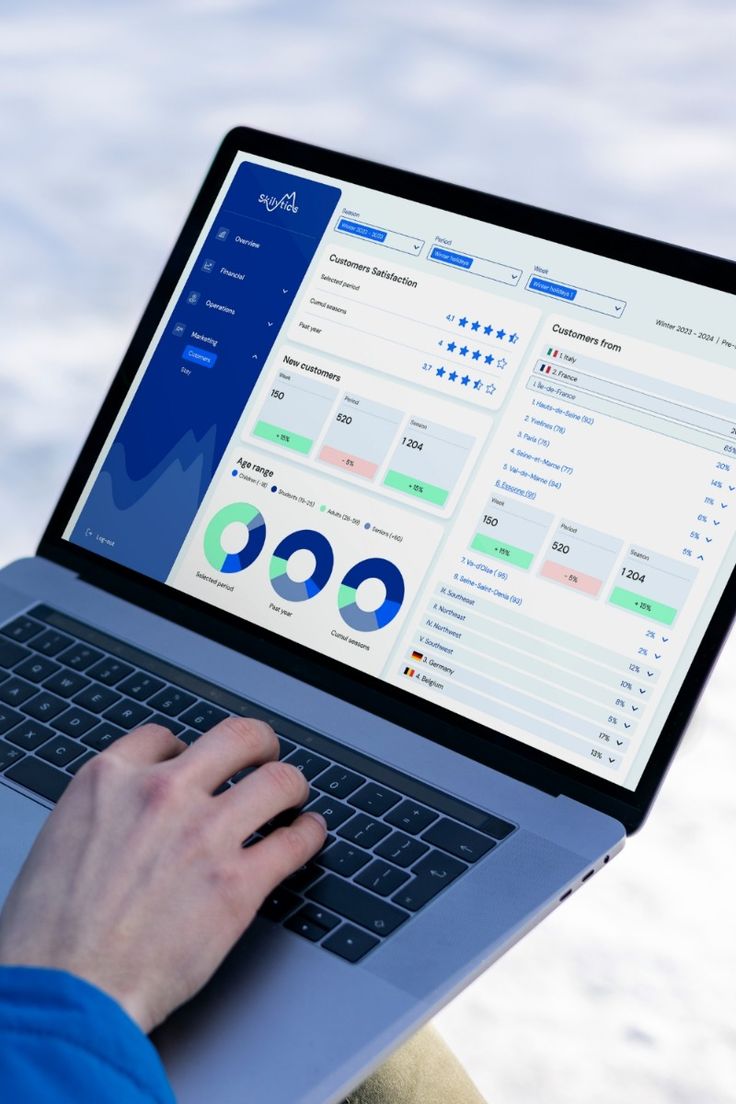 Skilytics
Overview
Financial
Operations
Marketing
Customers
Stay
Log-out
Season
Winter 2023 - 2023
Period
Winter holidays
Week
Winter holidays 1
Winter 2023 - 2024 | Pre-
Customers Satisfaction
Selected period
4,1
Cumul seasons
4
Past year
3,7
New customers
Week
150
+ 15%
Period
520
- 5%
Season
1 204
+ 15%
Age range
Children (-18)
Students (19-25)
Adults (26-59)
Seniors (+60)
Selected period
Past year
Cumul seasons
Customers from
1. Italy
2. France
65%
I. Île-de-France
20%
1. Hauts-de-Seine (92)
14%
2. Yvelines (78)
11%
3. Paris (75)
6%
4. Seine-et-Marne (77)
5%
5. Val-de-Marne (94)
5%
6. Essonne (91)
Week
150
+ 15%
Period
520
- 5%
Season
1 204
+ 15%
7. Val-d'Oise (95)
2%
8. Seine-Saint-Denis (93)
2%
III. Southeast
12%
II. Northeast
10%
IV. Northwest
8%
V. Southwest
5%
3. Germany
17%
4. Belgium
13%